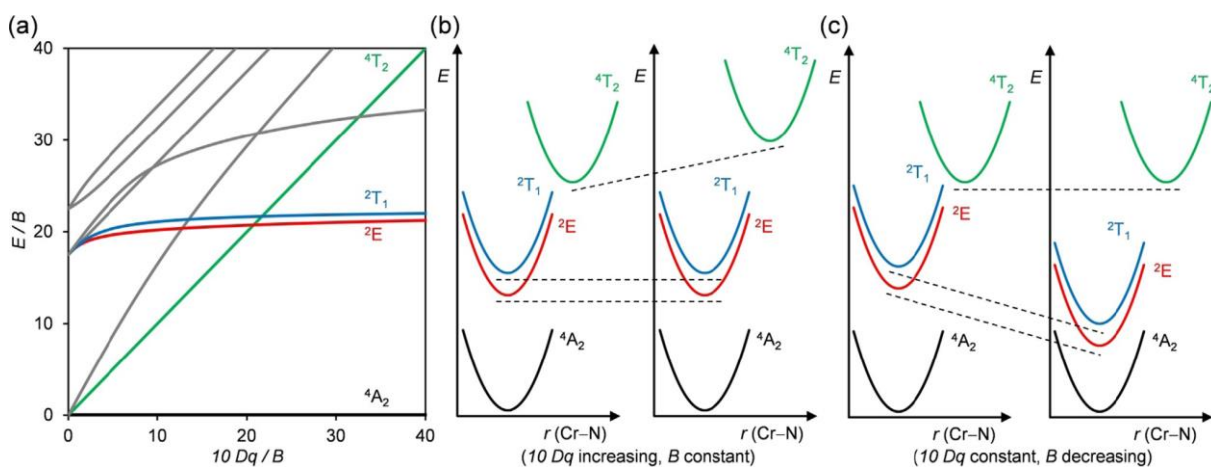 (a)
40
30
20
10
0
E / B
⁴T₂
²T₁
²E
⁴A₂
0 10 20 30 40
10 Dq / B
(b)
E
⁴T₂
²T₁
²E
⁴A₂
r (Cr–N)
E
⁴T₂
²T₁
²E
⁴A₂
r (Cr–N)
(10 Dq increasing, B constant)
(c)
E
⁴T₂
²T₁
²E
⁴A₂
r (Cr–N)
E
⁴T₂
²T₁
²E
⁴A₂
r (Cr–N)
(10 Dq constant, B decreasing)